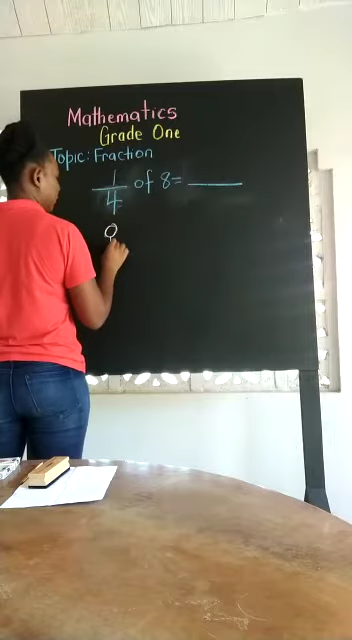 Mathematics
Grade One
Topic: Fraction
1/4 of 8= ______